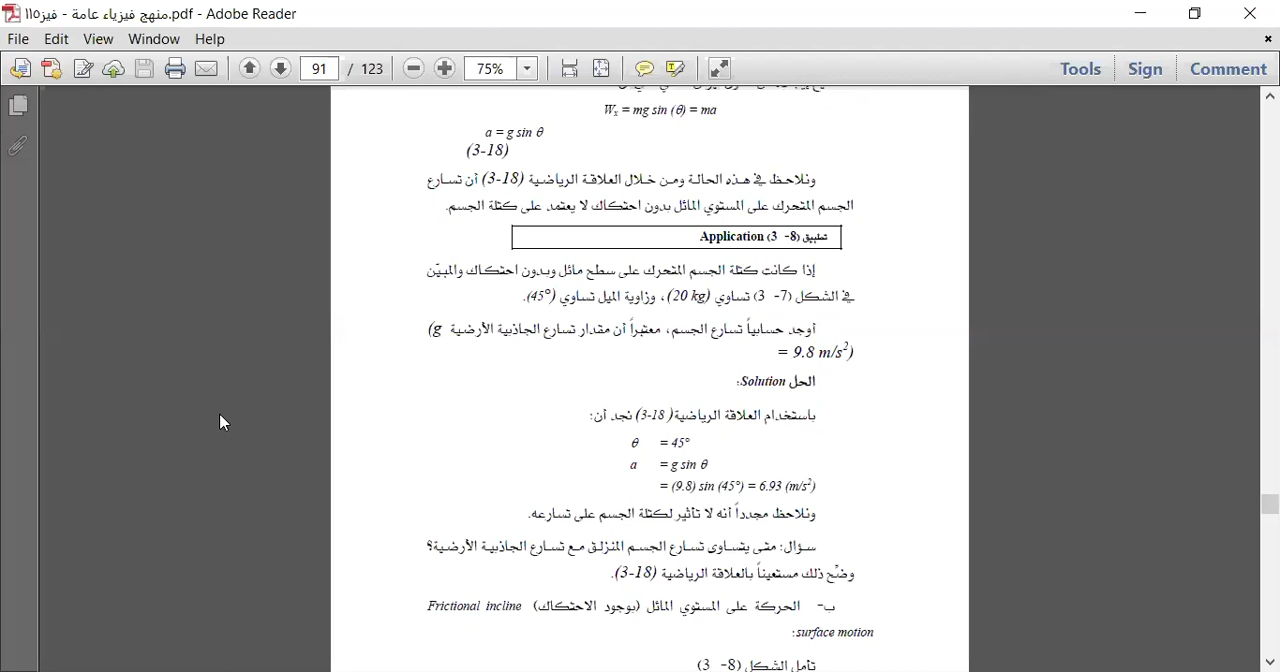 منهج فيزياء عامة - فيز١١٥.pdf - Adobe Reader
File Edit View Window Help
91 / 123 75% Tools Sign Comment
Wx = mg sin (θ) = ma
a = g sin θ
(3-18)
ونلاحظ في هذه الحالة ومن خلال العلاقة الرياضية (3-18) أن تسارع
الجسم المتحرك على المستوي المائل بدون احتكاك لا يعتمد على كتلة الجسم.
تطبيق (8- 3) Application
إذا كانت كتلة الجسم المتحرك على سطح مائل وبدون احتكاك والمبيّن
في الشكل (7- 3) تساوي (20 kg)، وزاوية الميل تساوي (45°).
أوجد حسابياً تسارع الجسم، معتبراً أن مقدار تسارع الجاذبية الأرضية (g
= 9.8 m/s²)
الحل Solution:
باستخدام العلاقة الرياضية( 3-18) نجد أن:
θ = 45°
a = g sin θ
= (9.8) sin (45°) = 6.93 (m/s²)
ونلاحظ مجدداً أنه لا تأثير لكتلة الجسم على تسارعه.
سؤال: متى يتساوى تسارع الجسم المنزلق مع تسارع الجاذبية الأرضية؟
وضّح ذلك مستعيناً بالعلاقة الرياضية (3-18).
ب- الحركة على المستوي المائل (بوجود الاحتكاك) Frictional incline
surface motion:
تأمل الشكل (8- 3)